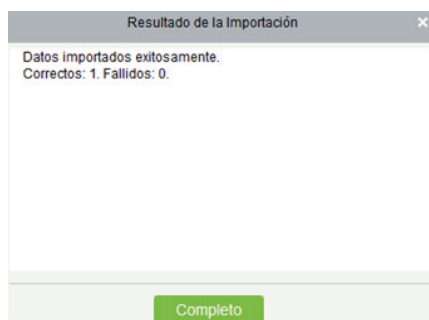 Resultado de la Importación
Datos importados exitosamente.
Correctos: 1. Fallidos: 0.
Completo